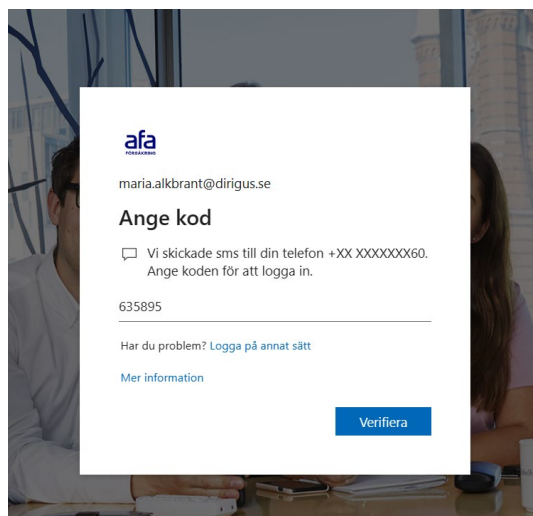 afa
FÖRSÄKRING
maria.alkbrant@dirigus.se
Ange kod
Vi skickade sms till din telefon +XX XXXXXXX60.
Ange koden för att logga in.
635895
Har du problem? Logga på annat sätt
Mer information
Verifiera